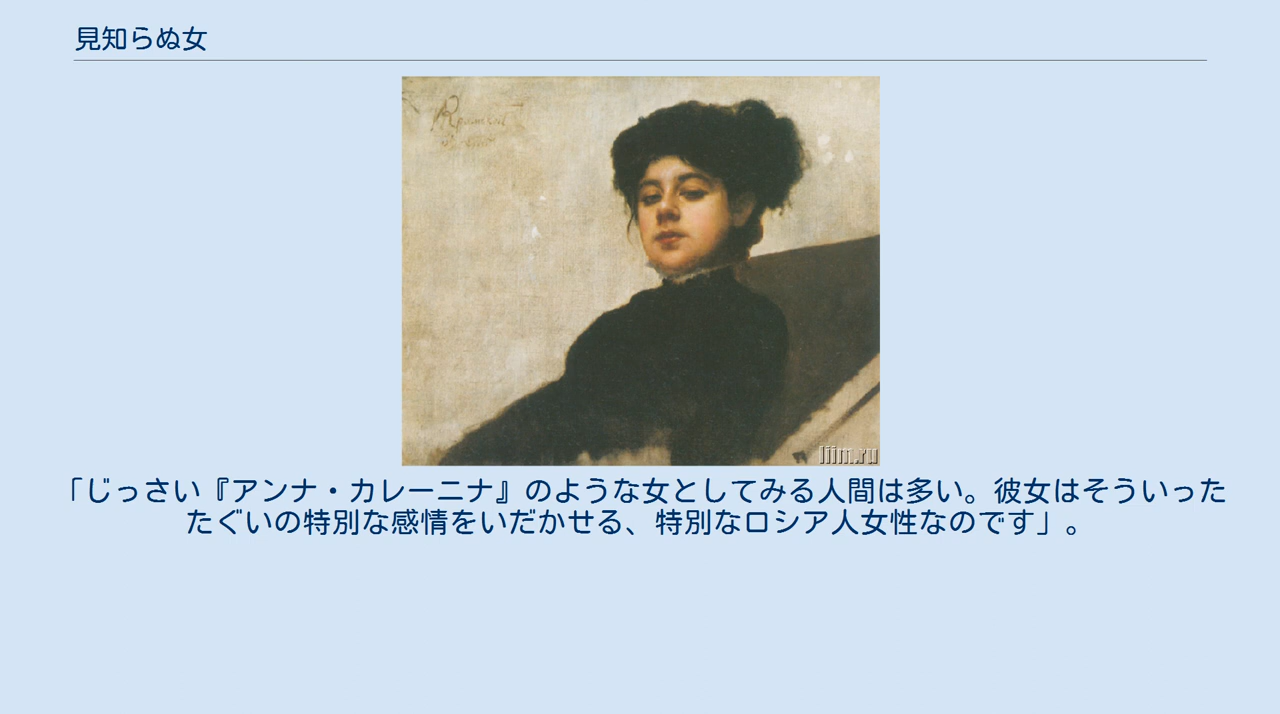 見知らぬ女
liim.ru
「じっさい『アンナ・カレーニナ』のような女としてみる人間は多い。彼女はそういった
たぐいの特別な感情をいだかせる、特別なロシア人女性なのです」。